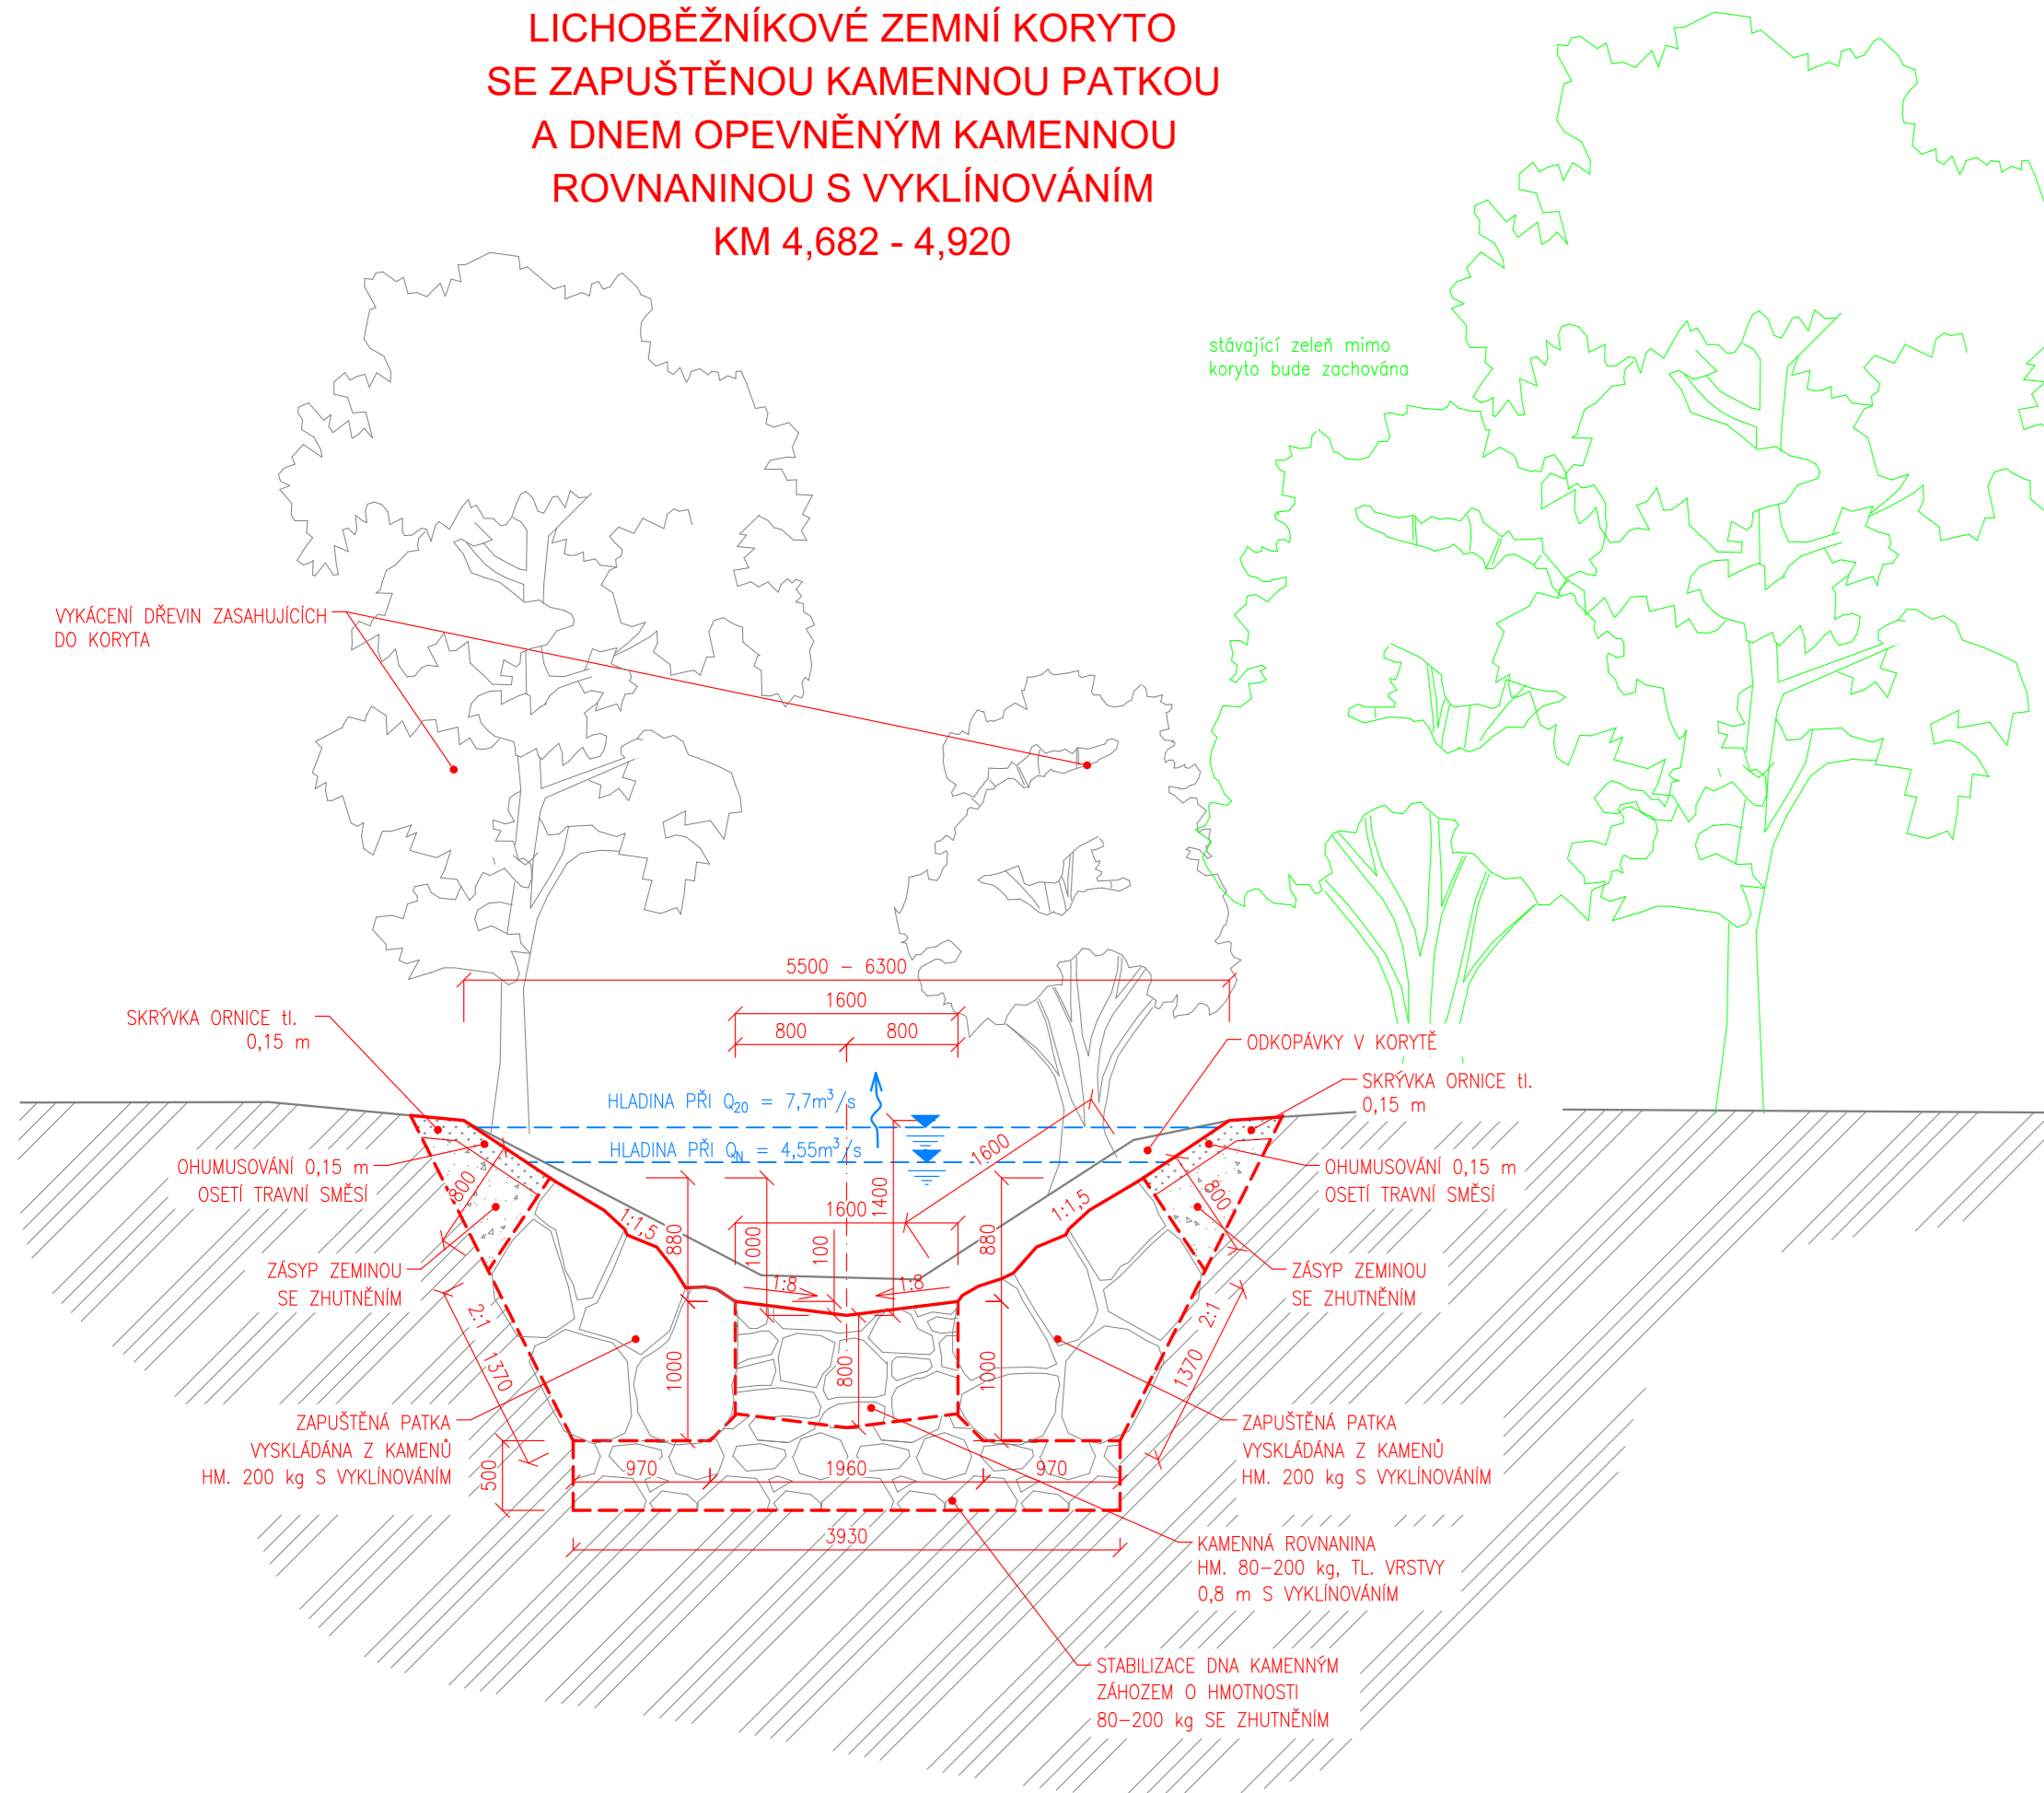 LICHOBĚŽNÍKOVÉ ZEMNÍ KORYTO
SE ZAPUŠTĚNOU KAMENNOU PATKOU
A DNEM OPEVNĚNÝM KAMENNOU
ROVNANINOU S VYKLÍNOVÁNÍM
KM 4,682 - 4,920
stávající zeleň mimo
koryto bude zachována
VYKÁCENÍ DŘEVIN ZASAHUJÍCÍCH
DO KORYTA
5500 – 6300
1600
800
800
SKRÝVKA ORNICE tl.
0,15 m
ODKOPÁVKY V KORYTĚ
SKRÝVKA ORNICE tl.
0,15 m
HLADINA PŘI Q20 = 7,7m³/s
HLADINA PŘI QN = 4,55m³/s
OHUMUSOVÁNÍ 0,15 m
OSETÍ TRAVNÍ SMĚSÍ
OHUMUSOVÁNÍ 0,15 m
OSETÍ TRAVNÍ SMĚSÍ
800
1:1,5
880
1000
100
1600
1400
1600
880
1:1,5
800
1:8
1:8
ZÁSYP ZEMINOU
SE ZHUTNĚNÍM
ZÁSYP ZEMINOU
SE ZHUTNĚNÍM
2:1
1370
1000
800
1000
2:1
1370
ZAPUŠTĚNÁ PATKA
VYSKLÁDÁNA Z KAMENŮ
HM. 200 kg S VYKLÍNOVÁNÍM
ZAPUŠTĚNÁ PATKA
VYSKLÁDÁNA Z KAMENŮ
HM. 200 kg S VYKLÍNOVÁNÍM
500
970
1960
970
3930
KAMENNÁ ROVNANINA
HM. 80–200 kg, TL. VRSTVY
0,8 m S VYKLÍNOVÁNÍM
STABILIZACE DNA KAMENNÝM
ZÁHOZEM O HMOTNOSTI
80–200 kg SE ZHUTNĚNÍM